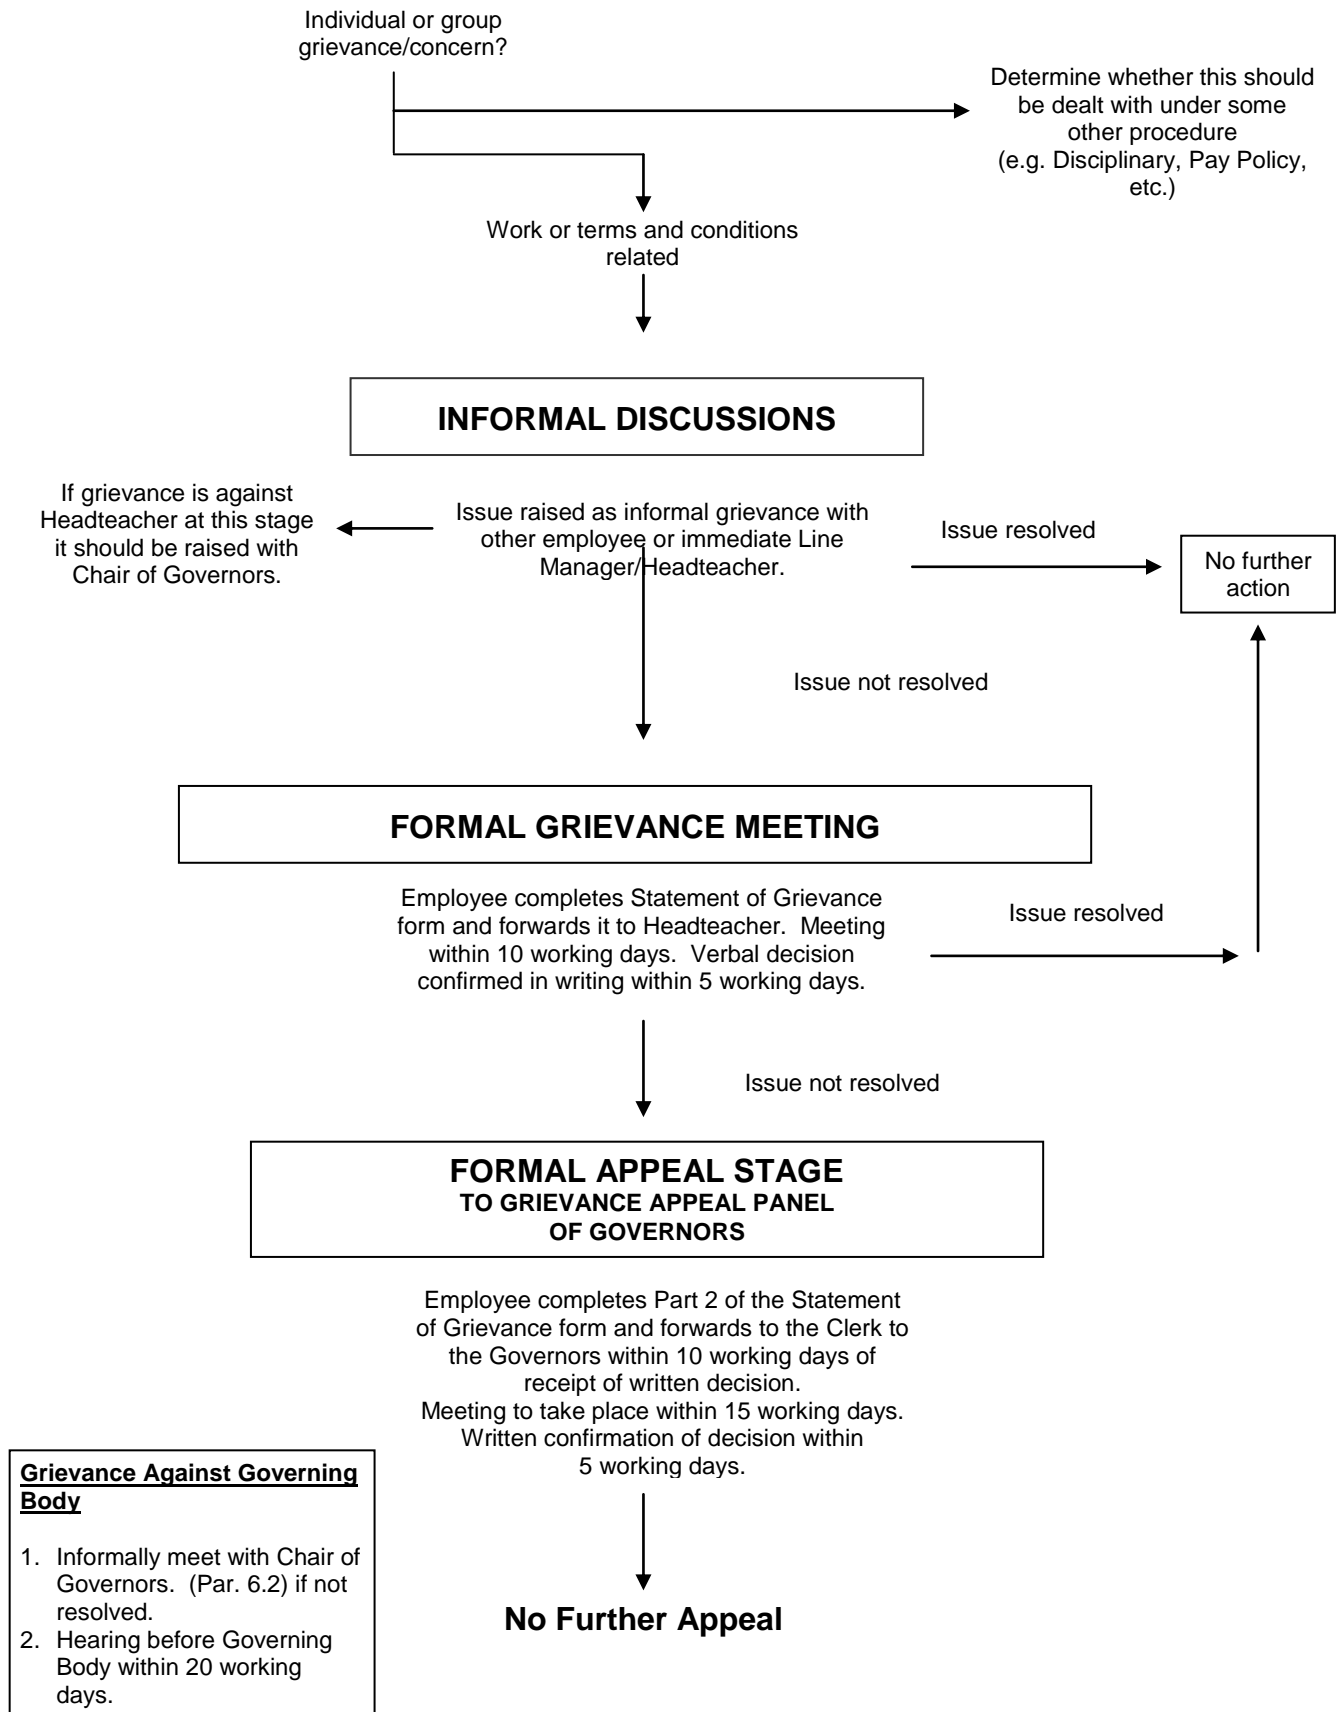 Individual or group
grievance/concern?
Determine whether this should
be dealt with under some
other procedure
(e.g. Disciplinary, Pay Policy,
etc.)
Work or terms and conditions
related
INFORMAL DISCUSSIONS
If grievance is against
Headteacher at this stage
it should be raised with
Chair of Governors.
Issue raised as informal grievance with
other employee or immediate Line
Manager/Headteacher.
Issue resolved
No further
action
Issue not resolved
FORMAL GRIEVANCE MEETING
Employee completes Statement of Grievance
form and forwards it to Headteacher.  Meeting
within 10 working days.  Verbal decision
confirmed in writing within 5 working days.
Issue resolved
Issue not resolved
FORMAL APPEAL STAGE
TO GRIEVANCE APPEAL PANEL
OF GOVERNORS
Employee completes Part 2 of the Statement
of Grievance form and forwards to the Clerk to
the Governors within 10 working days of
receipt of written decision.
Meeting to take place within 15 working days.
Written confirmation of decision within
5 working days.
Grievance Against Governing
Body
1. Informally meet with Chair of
Governors.  (Par. 6.2) if not
resolved.
2. Hearing before Governing
Body within 20 working
days.
No Further Appeal